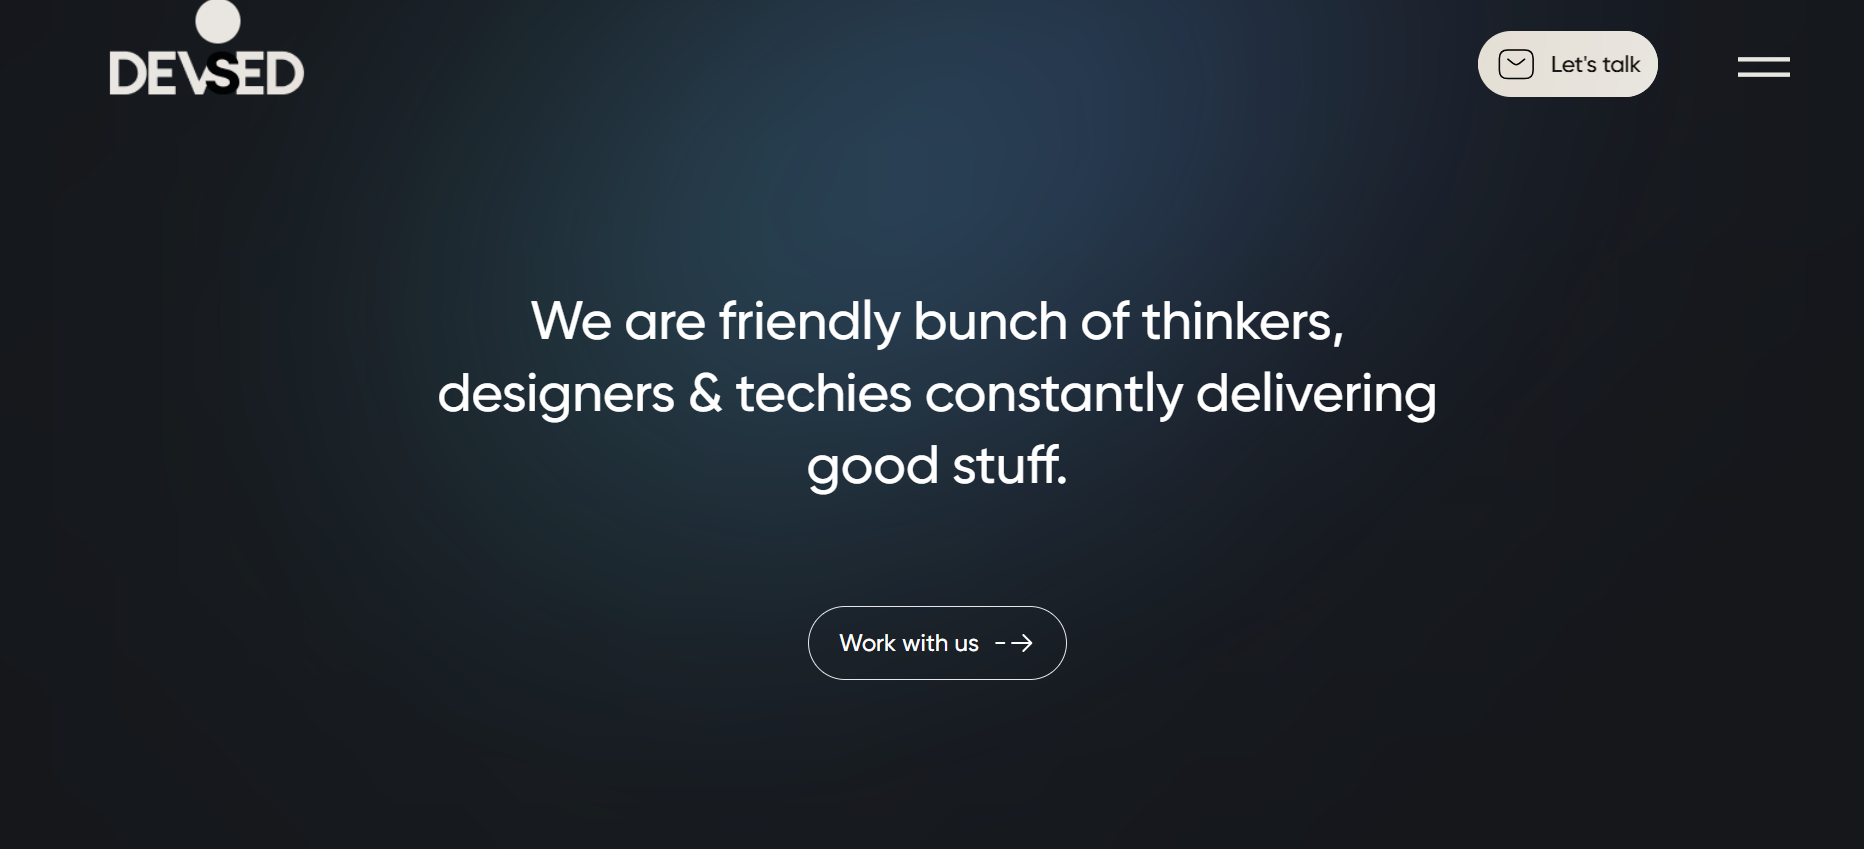 DEVSED
Let's talk
We are friendly bunch of thinkers,
designers & techies constantly delivering
good stuff.
Work with us